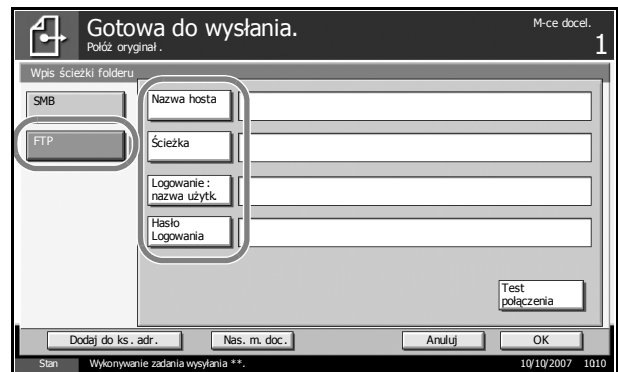 Gotowa do wysłania.
Połóż oryginał.
M-ce docel.
1
Wpis ścieżki folderu
SMB
FTP
Nazwa hosta
Ścieżka
Logowanie :
nazwa użytk.
Hasło
Logowania
Test
połączenia
Dodaj do ks. adr.
Nas. m. doc.
Anuluj
OK
Stan
Wykonywanie zadania wysyłania **.
10/10/2007 1010